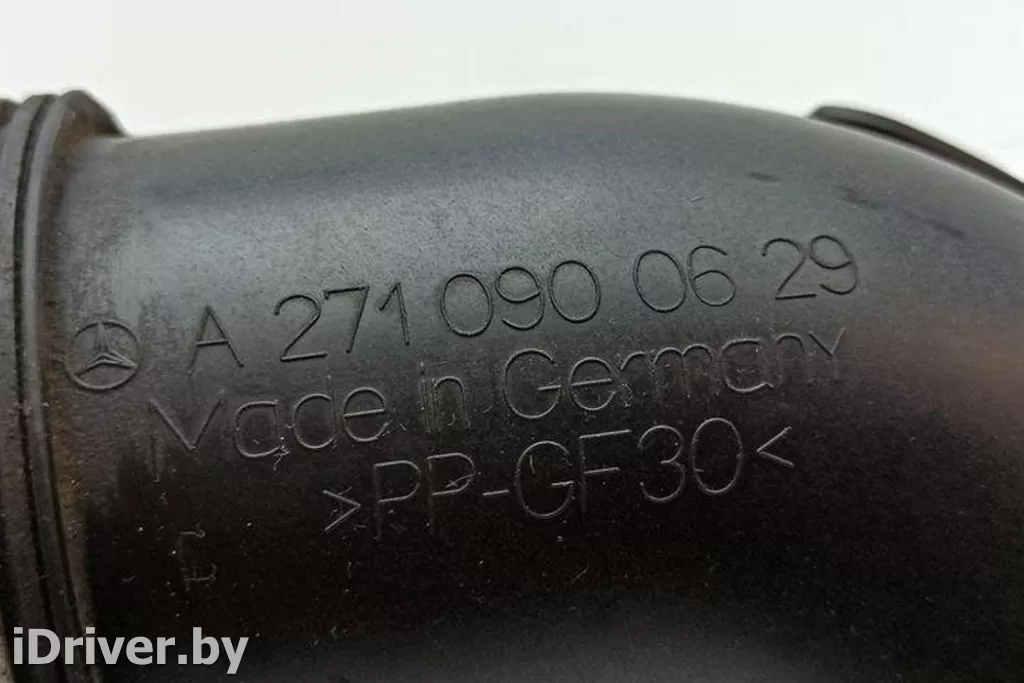 A 271 090 06 29
Made in Germany
>PP-GF30<
iDriver.by